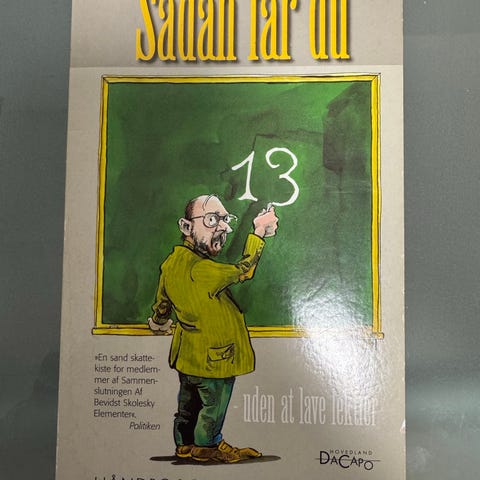 Sådan får du
13
»En sand skatte-
kiste for medlem-
mer af Sammen-
slutningen Af
Bevidst Skolesky
Elementer«.
Politiken
- uden at lave lektier
HOVEDLAND
DACAPO